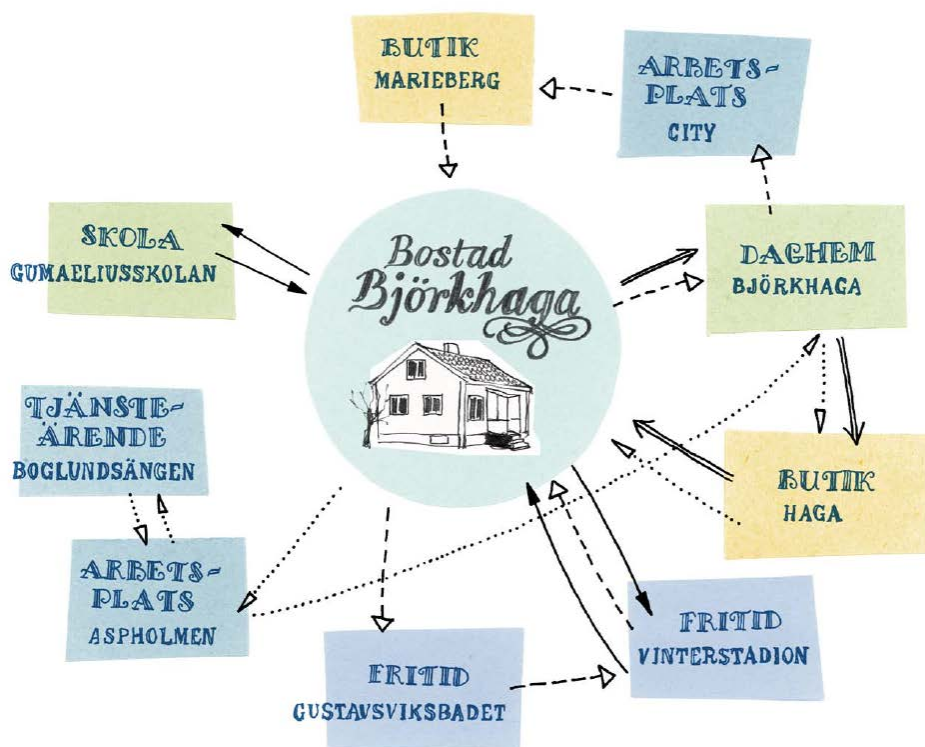 BUTIK
MARIEBERG
ARBETS-
PLATS
CITY
SKOLA
GUMAELIUSSKOLAN
Bostad
Björkhaga
DAGHEM
BJÖRKHAGA
TJÄNSTE-
ÄRENDE
BOGLUNDSÄNGEN
BUTIK
HAGA
ARBETS-
PLATS
ASPHOLMEN
FRITID
GUSTAVSVIKSBADET
FRITID
VINTERSTADION